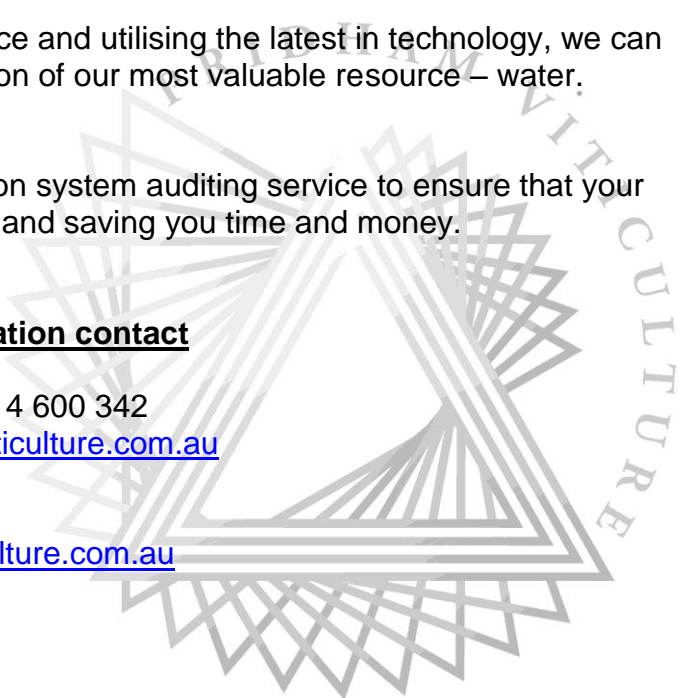 ce and utilising the latest in technology, we can
on of our most valuable resource – water.
on system auditing service to ensure that your
and saving you time and money.
ation contact
4 600 342
ticulture.com.au
lture.com.au
PRIDHAM VITICULTURE